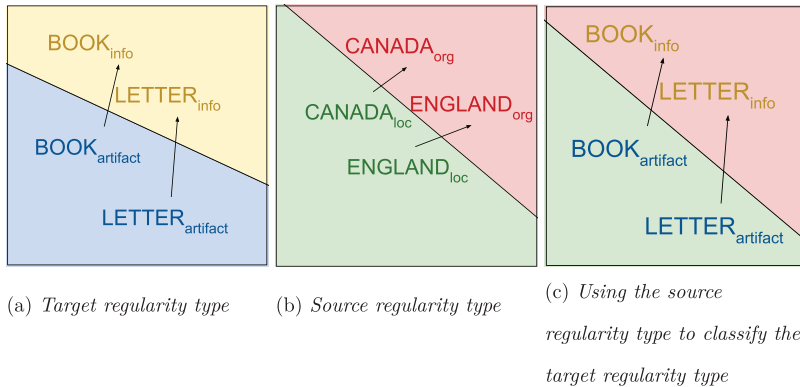 BOOKinfo
LETTERinfo
BOOKartifact
LETTERartifact
(a) Target regularity type
CANADAorg
ENGLANDorg
CANADAloc
ENGLANDloc
(b) Source regularity type
BOOKinfo
LETTERinfo
BOOKartifact
LETTERartifact
(c) Using the source
regularity type to classify the
target regularity type